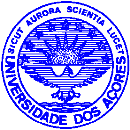 SICUT AURORA SCIENTIA LUCET
UNIVERSIDADE DOS AÇORES